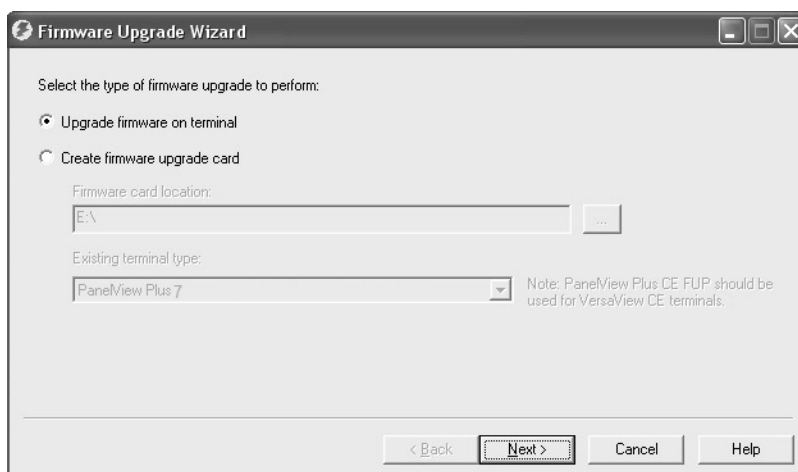 Firmware Upgrade Wizard
Select the type of firmware upgrade to perform:
Upgrade firmware on terminal
Create firmware upgrade card
Firmware card location:
E:\
...
Existing terminal type:
PanelView Plus 7
Note: PanelView Plus CE FUP should be
used for VersaView CE terminals.
< Back Next > Cancel Help